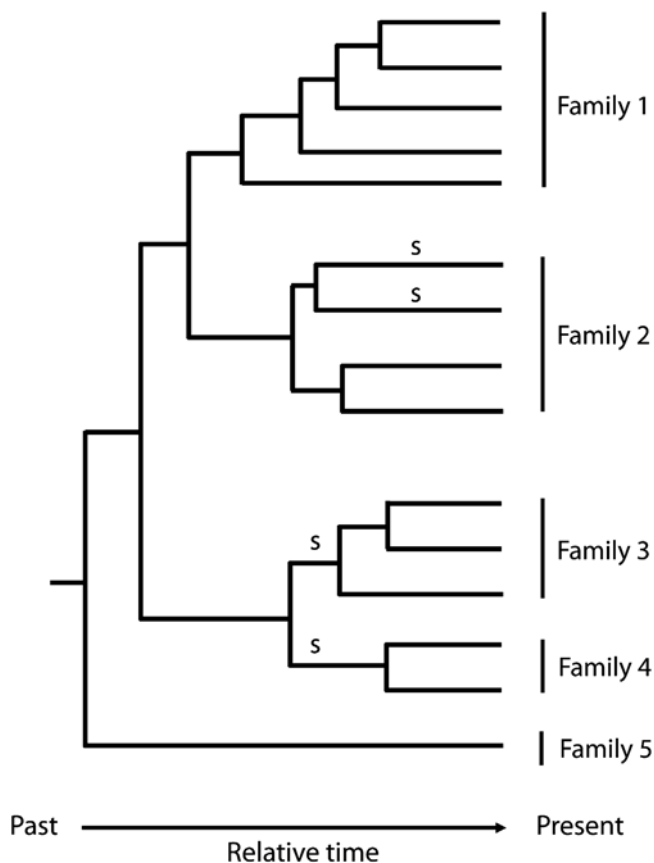 Family 1
s
s
Family 2
s
Family 3
s
Family 4
Family 5
Past
Present
Relative time